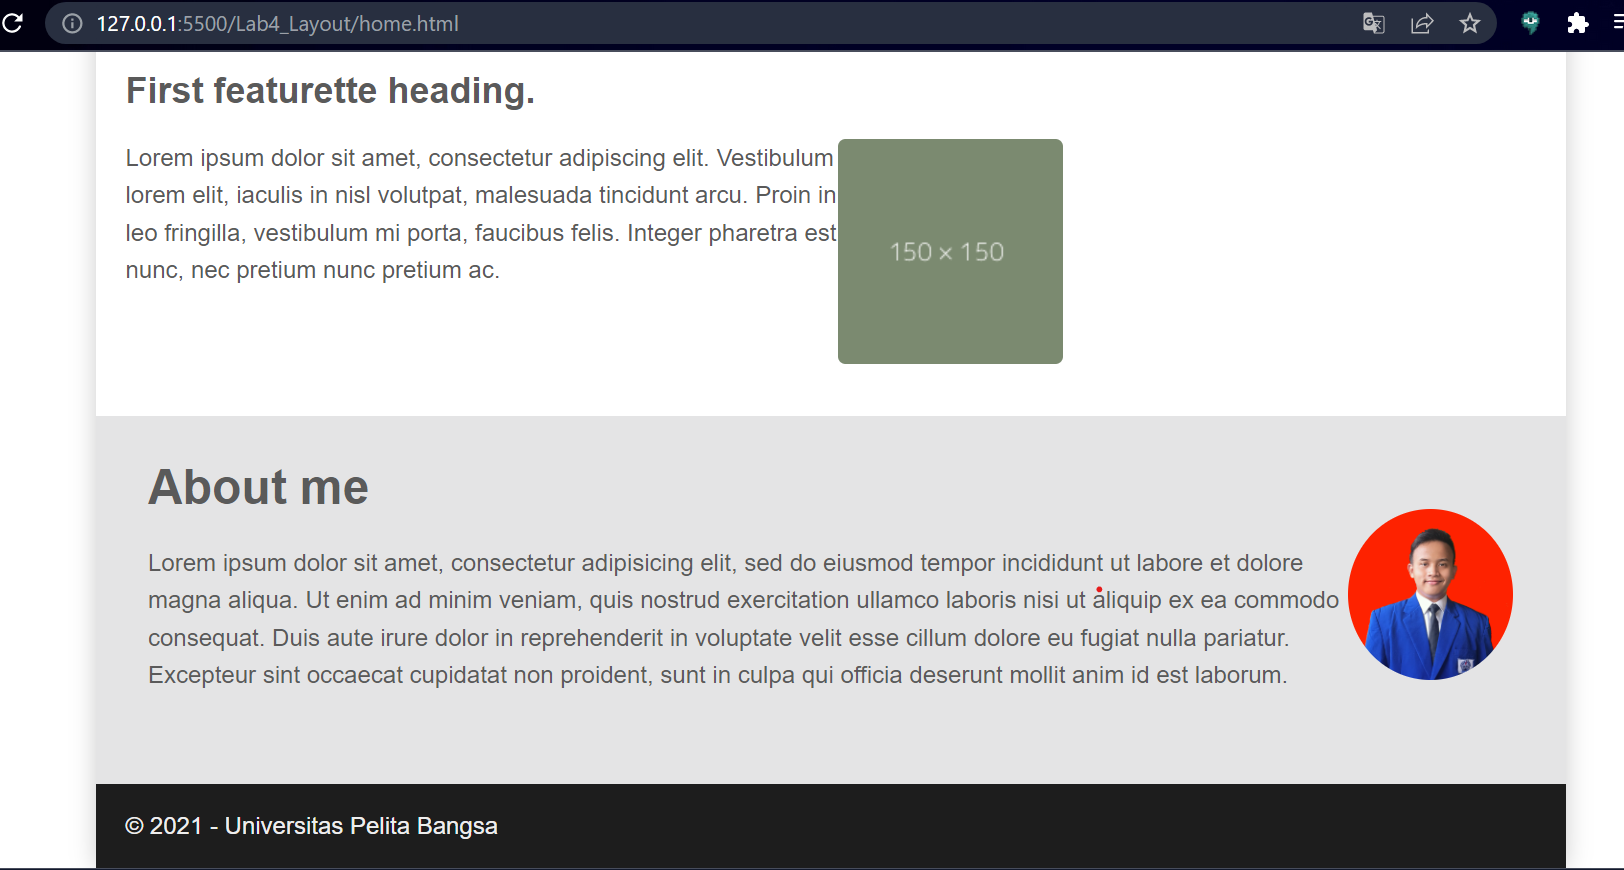 127.0.0.1:5500/Lab4_Layout/home.html
First featurette heading.
Lorem ipsum dolor sit amet, consectetur adipiscing elit. Vestibulum
lorem elit, iaculis in nisl volutpat, malesuada tincidunt arcu. Proin in
leo fringilla, vestibulum mi porta, faucibus felis. Integer pharetra est
nunc, nec pretium nunc pretium ac.
150 × 150
About me
Lorem ipsum dolor sit amet, consectetur adipisicing elit, sed do eiusmod tempor incididunt ut labore et dolore
magna aliqua. Ut enim ad minim veniam, quis nostrud exercitation ullamco laboris nisi ut aliquip ex ea commodo
consequat. Duis aute irure dolor in reprehenderit in voluptate velit esse cillum dolore eu fugiat nulla pariatur.
Excepteur sint occaecat cupidatat non proident, sunt in culpa qui officia deserunt mollit anim id est laborum.
© 2021 - Universitas Pelita Bangsa